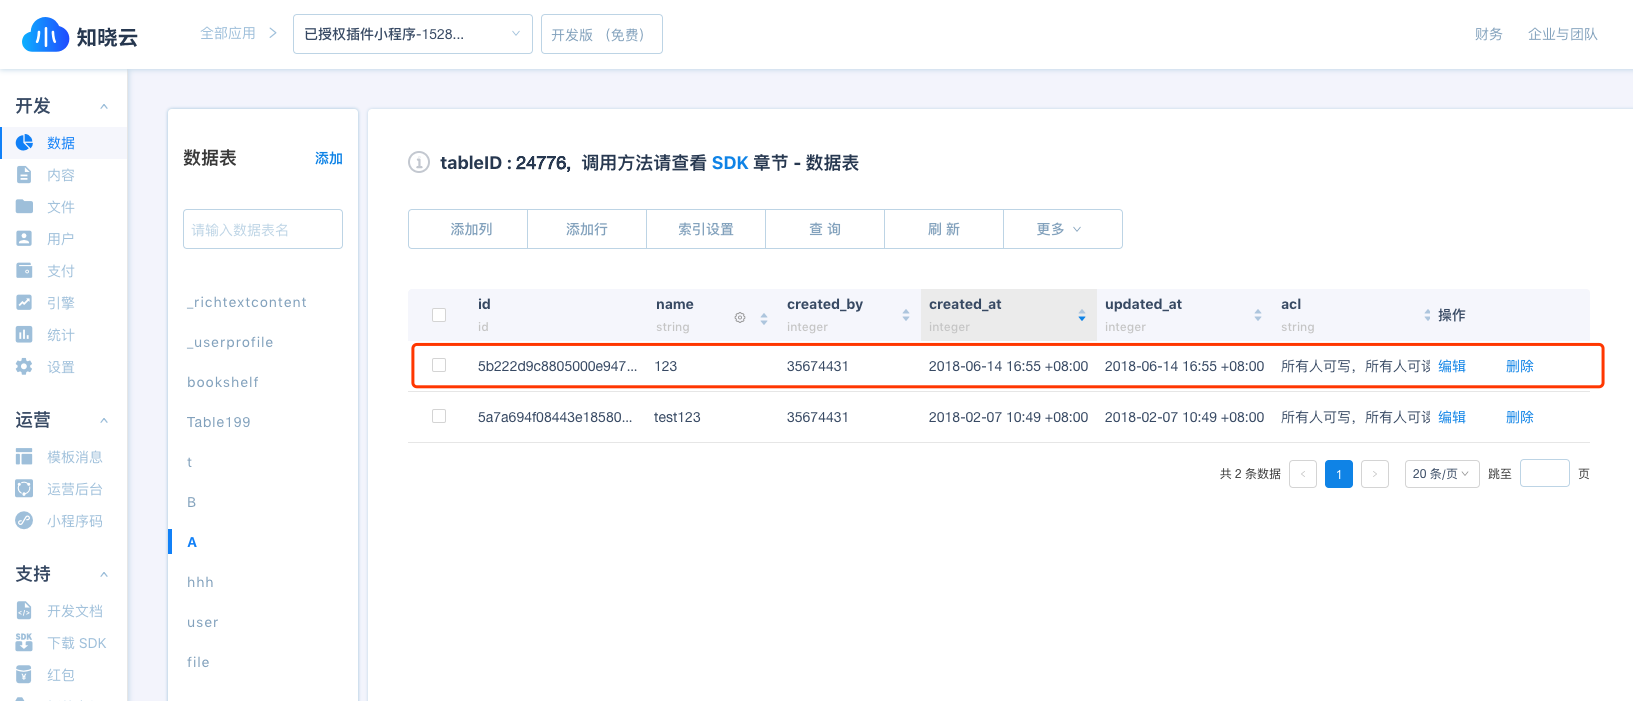 知晓云
全部应用
已授权插件小程序-1528...
开发版 （免费）
财务
企业与团队
开发
数据
内容
文件
用户
支付
引擎
统计
设置
运营
模板消息
运营后台
小程序码
支持
开发文档
下载 SDK
红包
数据表
添加
请输入数据表名
_richtextcontent
_userprofile
bookshelf
Table199
t
B
A
hhh
user
file
1 tableID : 24776, 调用方法请查看 SDK 章节 - 数据表
添加列 添加行 索引设置 查 询 刷 新 更多
id name created_by created_at updated_at acl 操作
id string integer integer integer string
5b222d9c8805000e947... 123 35674431 2018-06-14 16:55 +08:00 2018-06-14 16:55 +08:00 所有人可写，所有人可读 编辑 删除
5a7a694f08443e18580... test123 35674431 2018-02-07 10:49 +08:00 2018-02-07 10:49 +08:00 所有人可写，所有人可读 编辑 删除
共 2 条数据 < 1 > 20 条/页 跳至 页